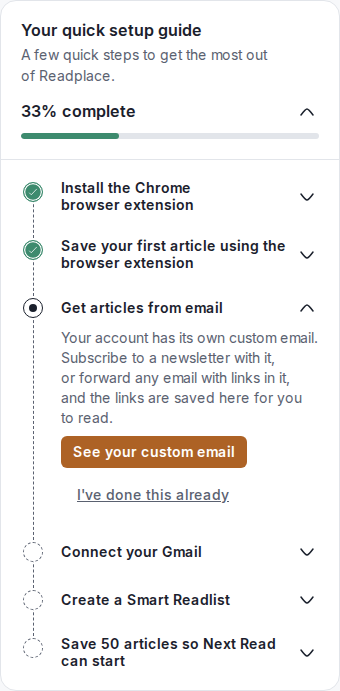 Your quick setup guide
A few quick steps to get the most out
of Readplace.
33% complete
Install the Chrome
browser extension
Save your first article using the
browser extension
Get articles from email
Your account has its own custom email.
Subscribe to a newsletter with it,
or forward any email with links in it,
and the links are saved here for you
to read.
See your custom email
I've done this already
Connect your Gmail
Create a Smart Readlist
Save 50 articles so Next Read
can start